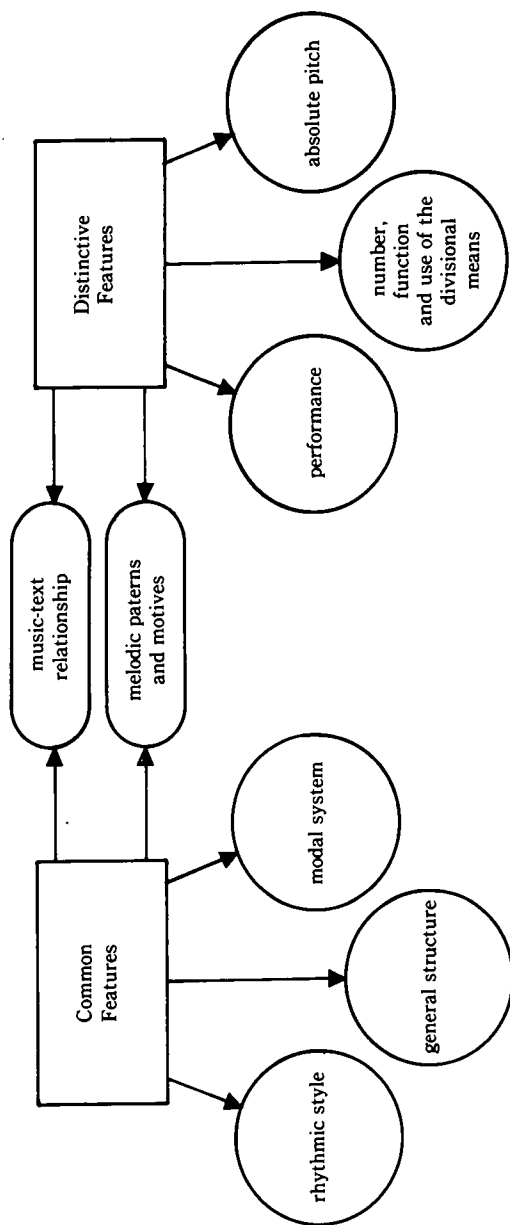 Common
Features
Distinctive
Features
music-text
relationship
melodic paterns
and motives
rhythmic style
general structure
modal system
performance
number,
function
and use of the
divisional
means
absolute pitch